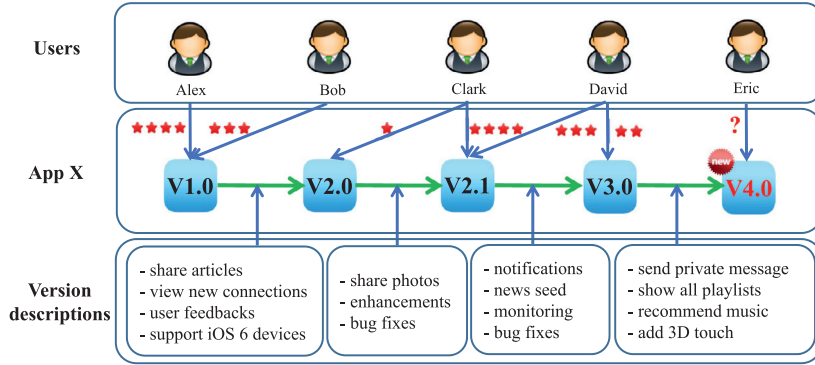 Users
Alex
Bob
Clark
David
Eric
?
App X
V1.0
V2.0
V2.1
V3.0
new
V4.0
Version
descriptions
- share articles
- view new connections
- user feedbacks
- support iOS 6 devices
- share photos
- enhancements
- bug fixes
- notifications
- news seed
- monitoring
- bug fixes
- send private message
- show all playlists
- recommend music
- add 3D touch